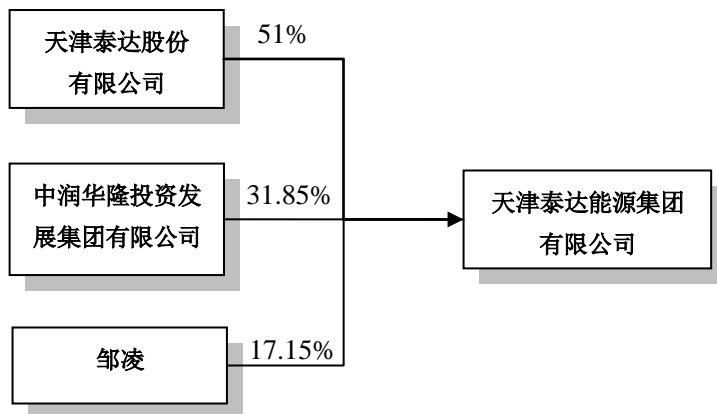 天津泰达股份
有限公司
51%
中润华隆投资发
展集团有限公司
31.85%
天津泰达能源集团
有限公司
邹凌
17.15%